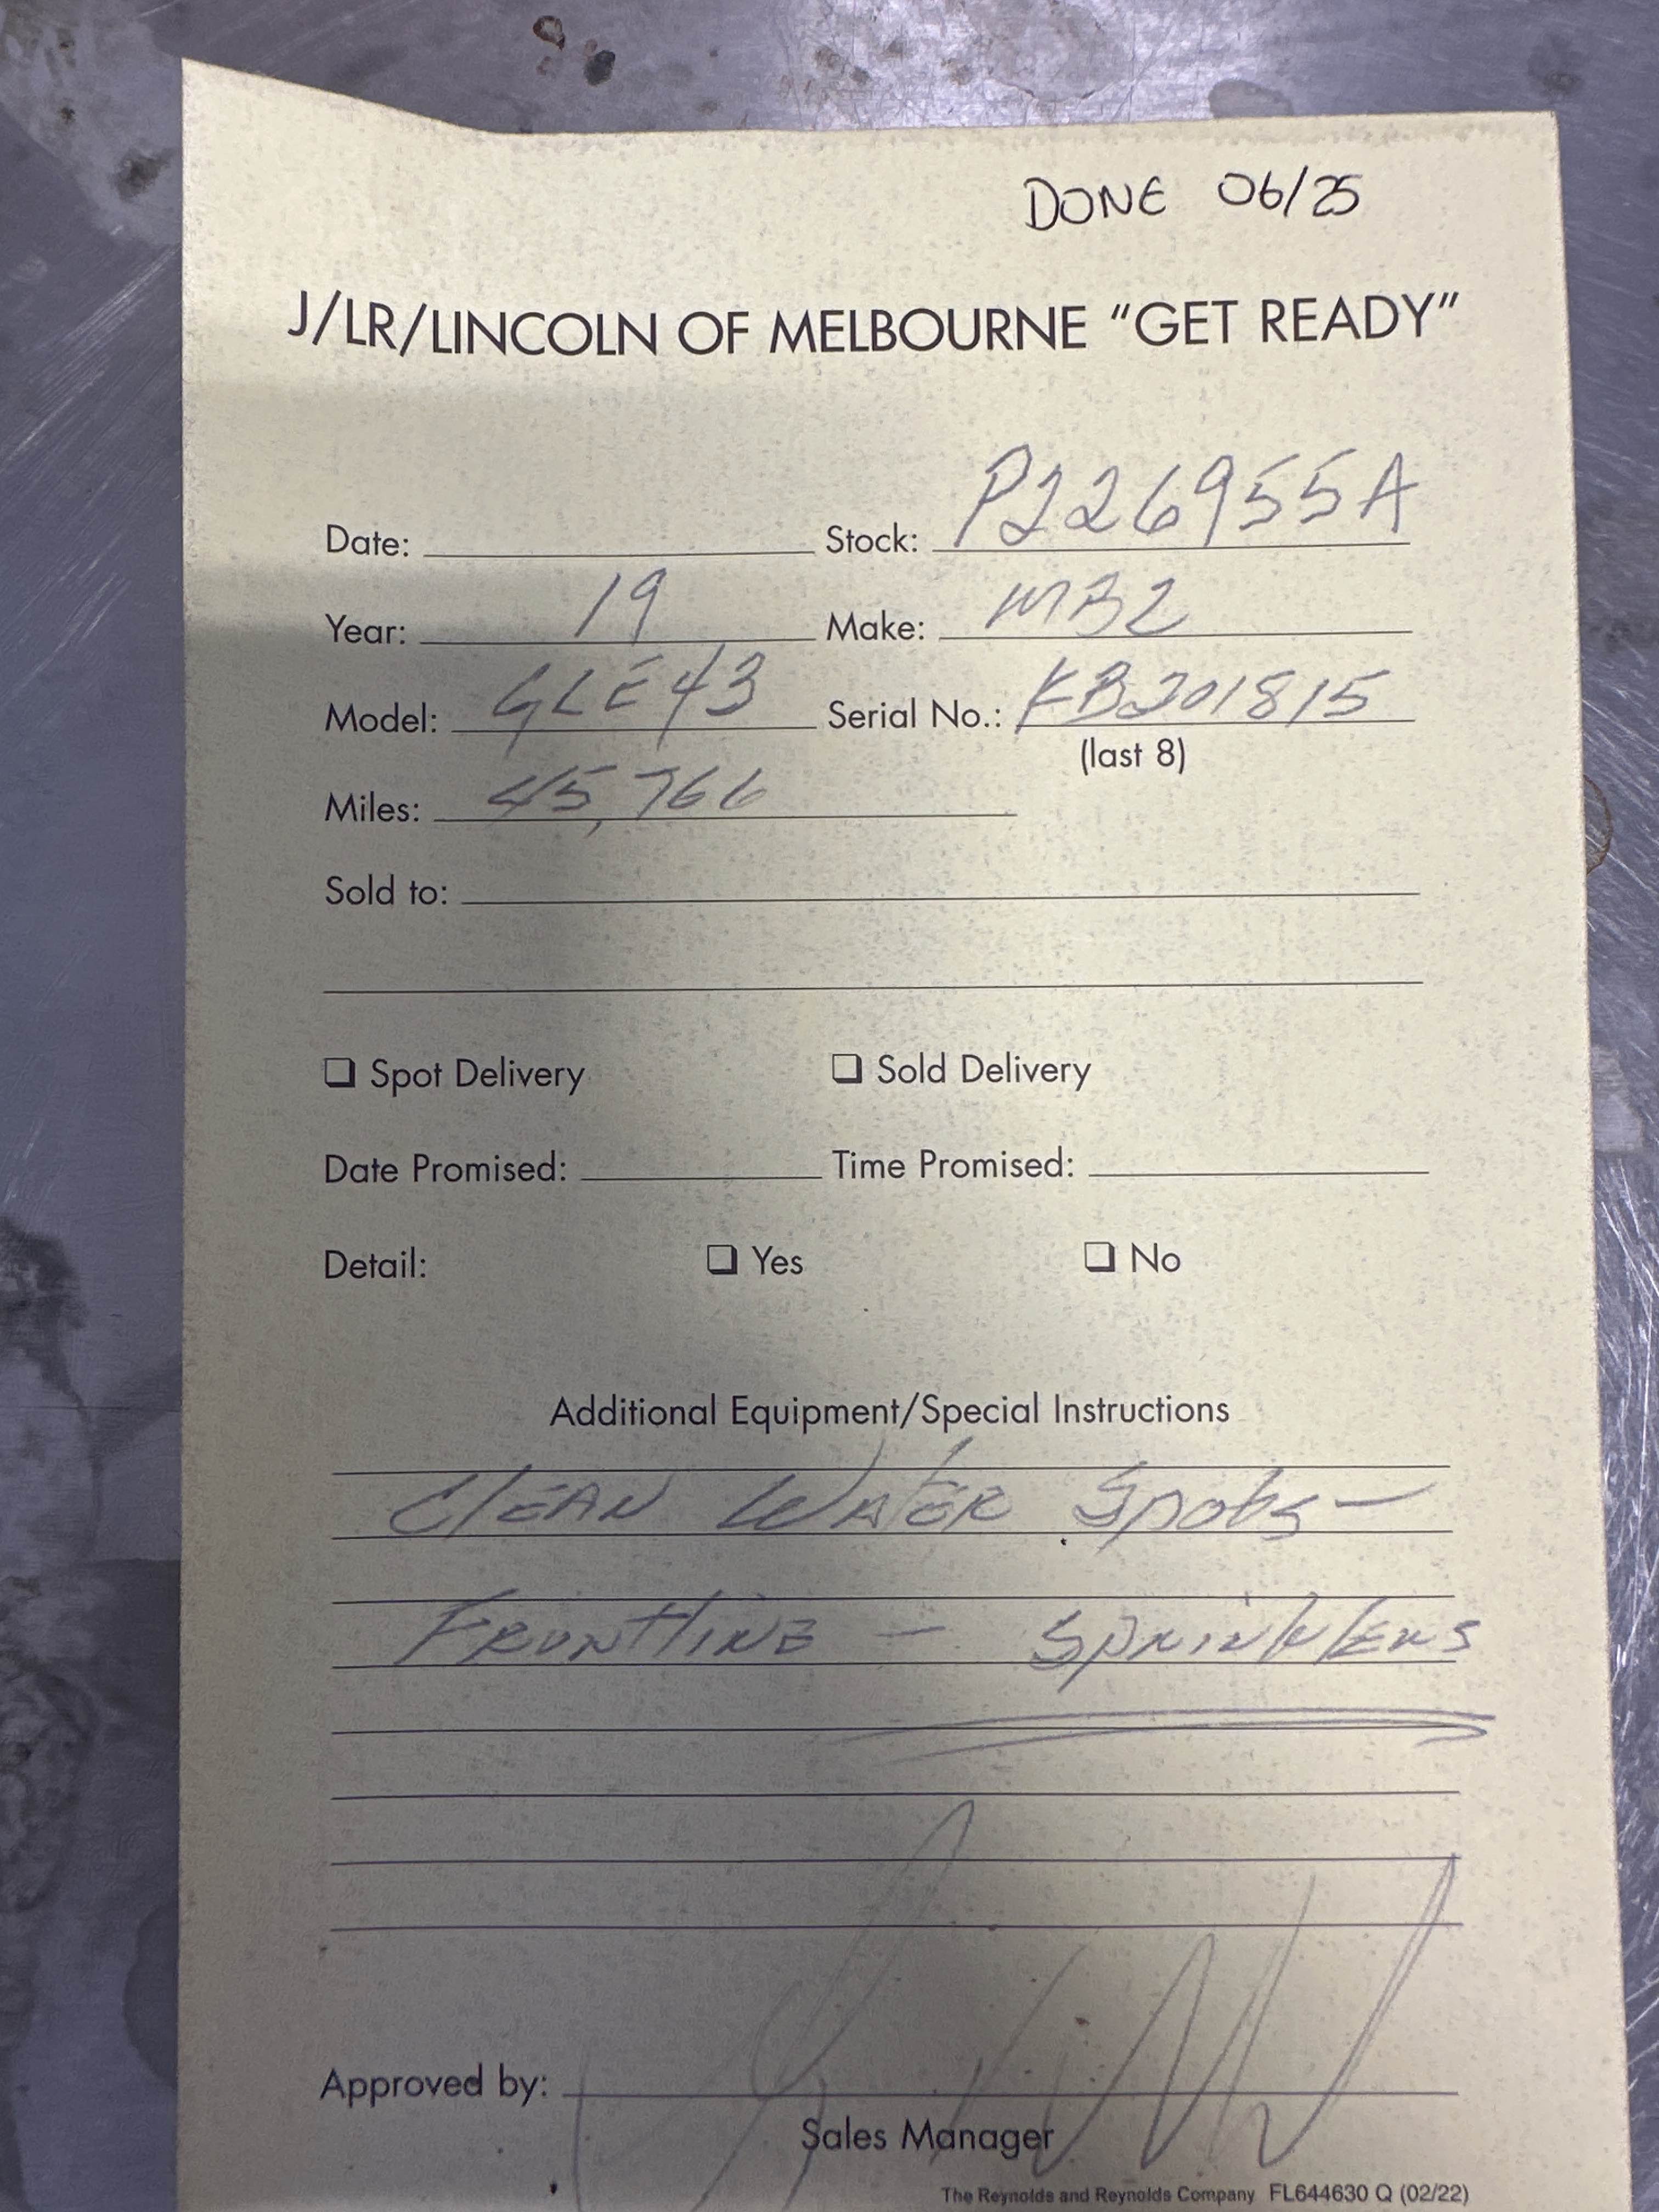 DONE 06/25
J/LR/LINCOLN OF MELBOURNE "GET READY"
Date: Stock: P226955A
Year: 19 Make: MB2
Model: GLE43 Serial No.: KB201815
(last 8)
Miles: 45,766
Sold to:
❏ Spot Delivery ❏ Sold Delivery
Date Promised: Time Promised:
Detail: ❏ Yes ❏ No
Additional Equipment/Special Instructions
Clean Water Spots—
Frontline — Sprinklers
Approved by:
Sales Manager
The Reynolds and Reynolds Company FL644630 Q (02/22)